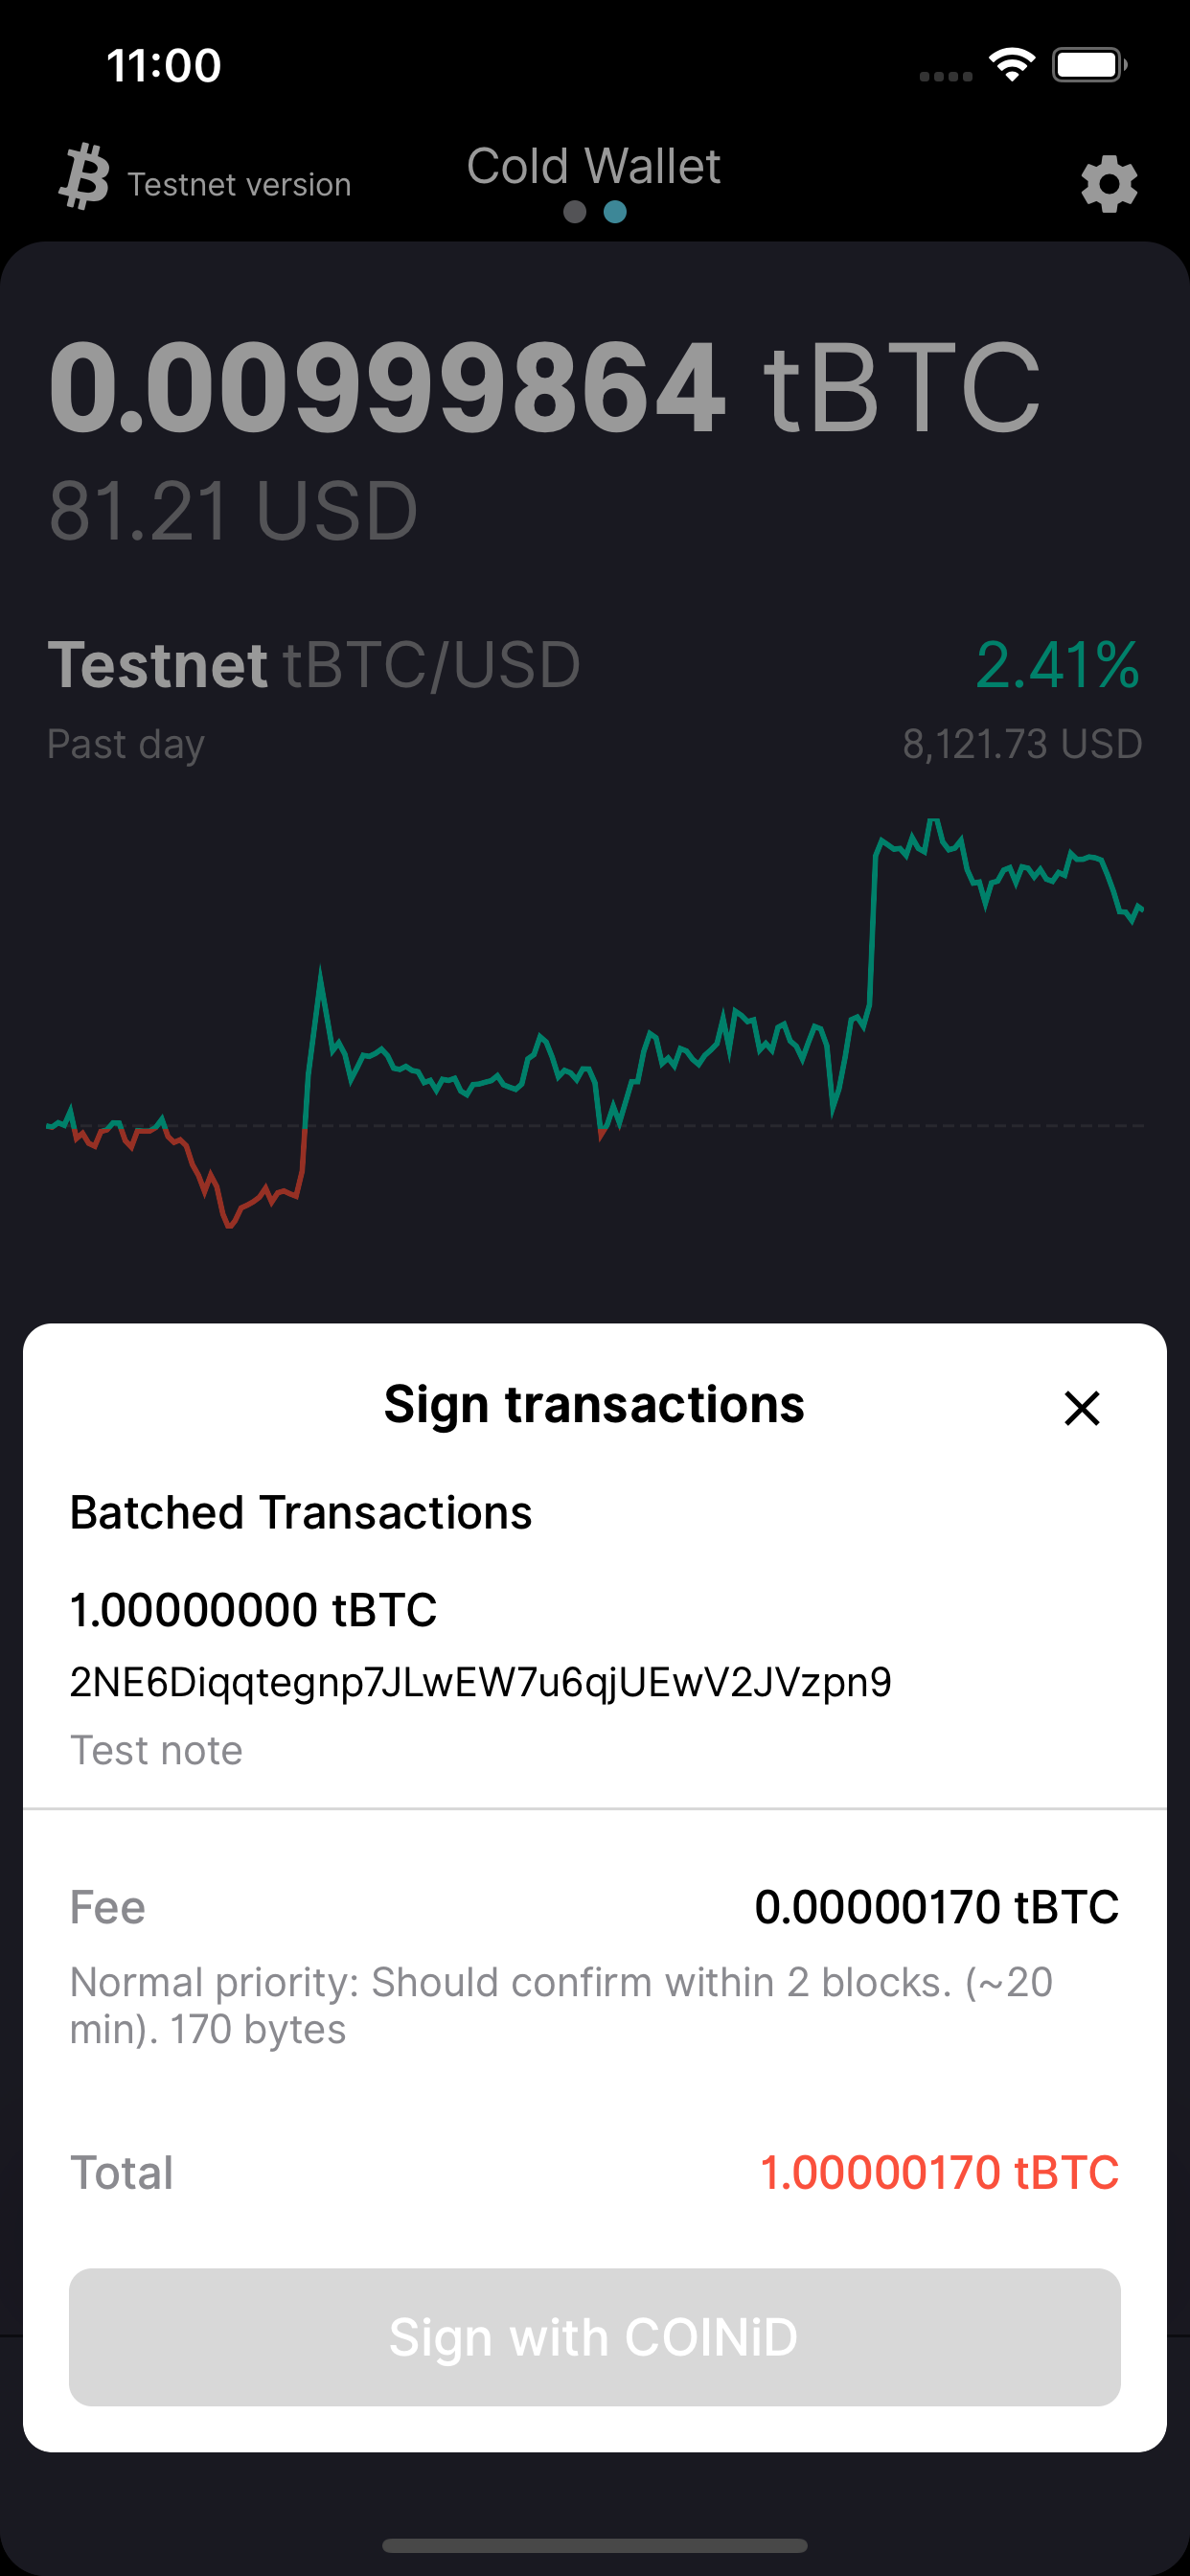 11:00
Testnet version
Cold Wallet
0.00999864 tBTC
81.21 USD
Testnet tBTC/USD 2.41%
Past day 8,121.73 USD
Sign transactions
Batched Transactions
1.00000000 tBTC
2NE6Diqqtegnp7JLwEW7u6qjUEwV2JVzpn9
Test note
Fee 0.00000170 tBTC
Normal priority: Should confirm within 2 blocks. (~20
min). 170 bytes
Total 1.00000170 tBTC
Sign with COINiD